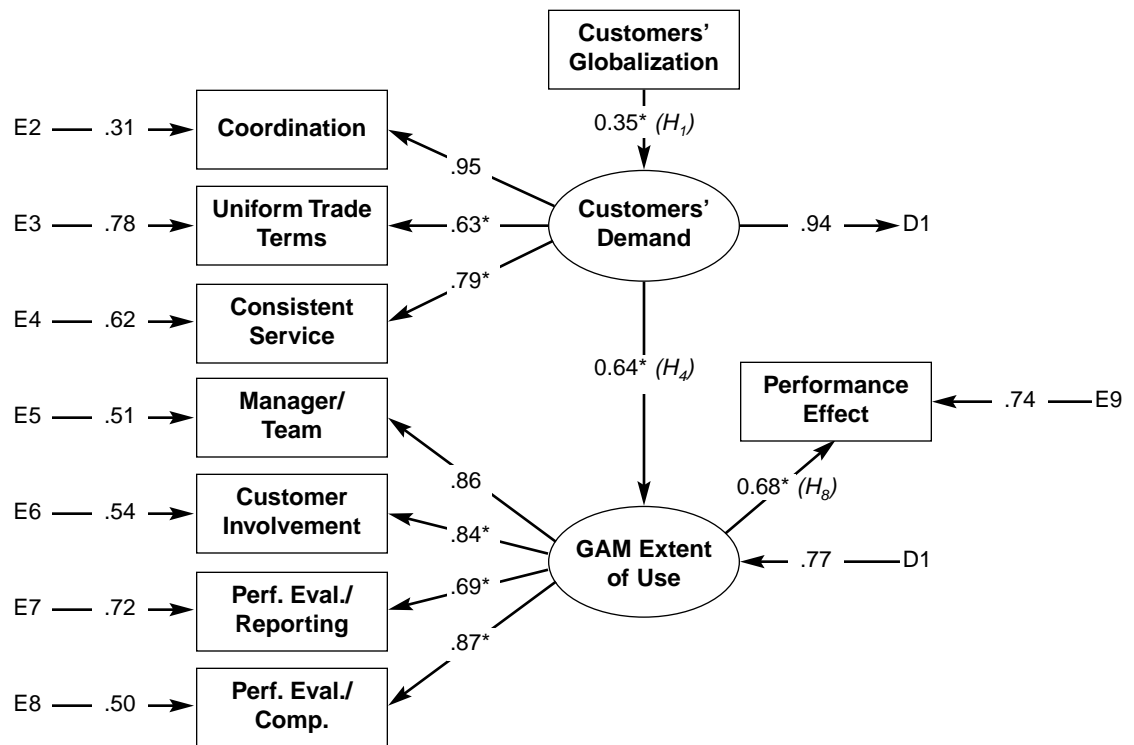 Customers’
Globalization
0.35* (H1)
E2
.31
Coordination
.95
E3
.78
Uniform Trade
Terms
.63*
Customers’
Demand
.94
D1
E4
.62
Consistent
Service
.79*
0.64* (H4)
E5
.51
Manager/
Team
.86
Performance
Effect
.74
E9
0.68* (H8)
E6
.54
Customer
Involvement
.84*
GAM Extent
of Use
.77
D1
E7
.72
Perf. Eval./
Reporting
.69*
E8
.50
Perf. Eval./
Comp.
.87*